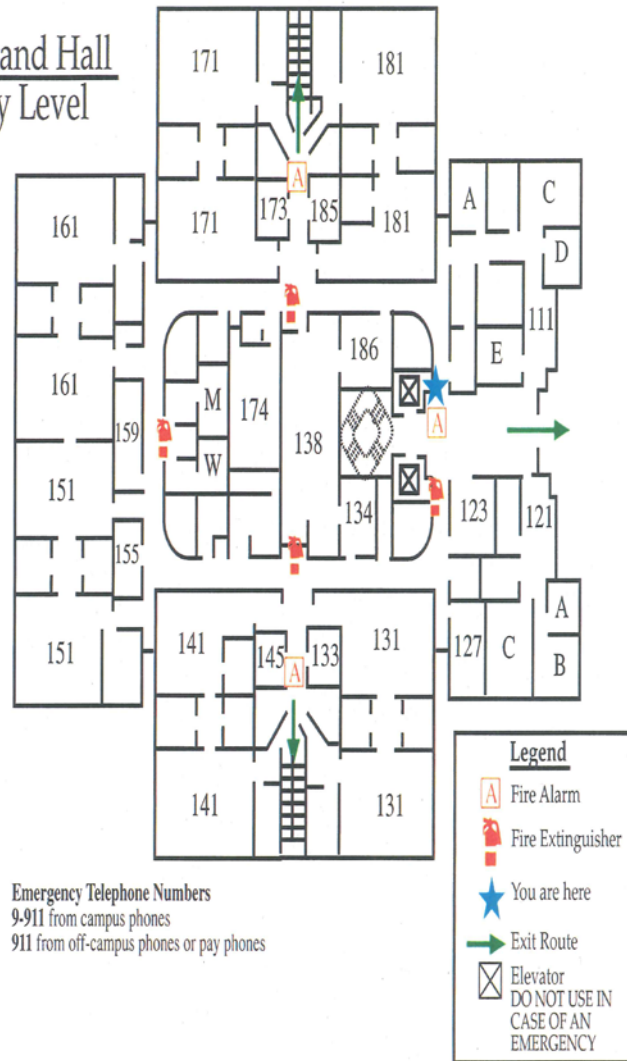 and Hall
y Level
171
181
171
173
185
181
A
C
D
161
111
E
186
161
M
174
138
159
W
A
151
134
123
121
155
A
151
141
145
A
133
131
127
C
B
141
131
Legend
A Fire Alarm
Fire Extinguisher
You are here
Exit Route
Elevator
DO NOT USE IN
CASE OF AN
EMERGENCY
Emergency Telephone Numbers
9-911 from campus phones
911 from off-campus phones or pay phones
A